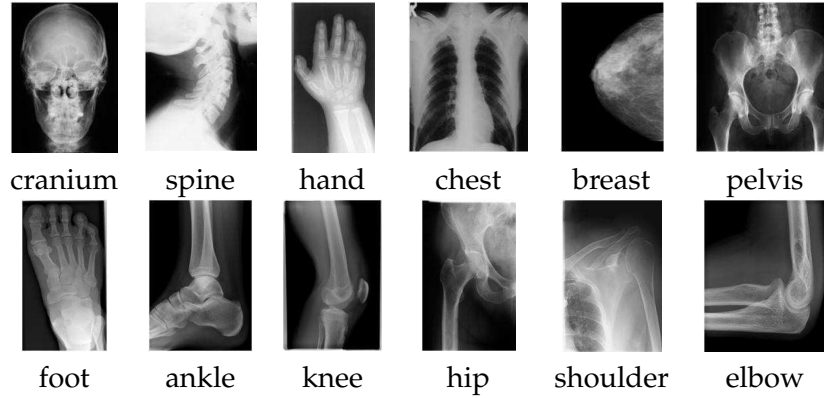 cranium spine hand chest breast pelvis
foot ankle knee hip shoulder elbow